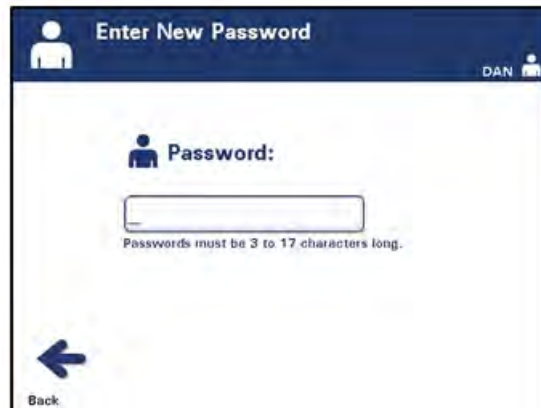 Enter New Password
DAN
Password:
_
Passwords must be 3 to 17 characters long.
Back